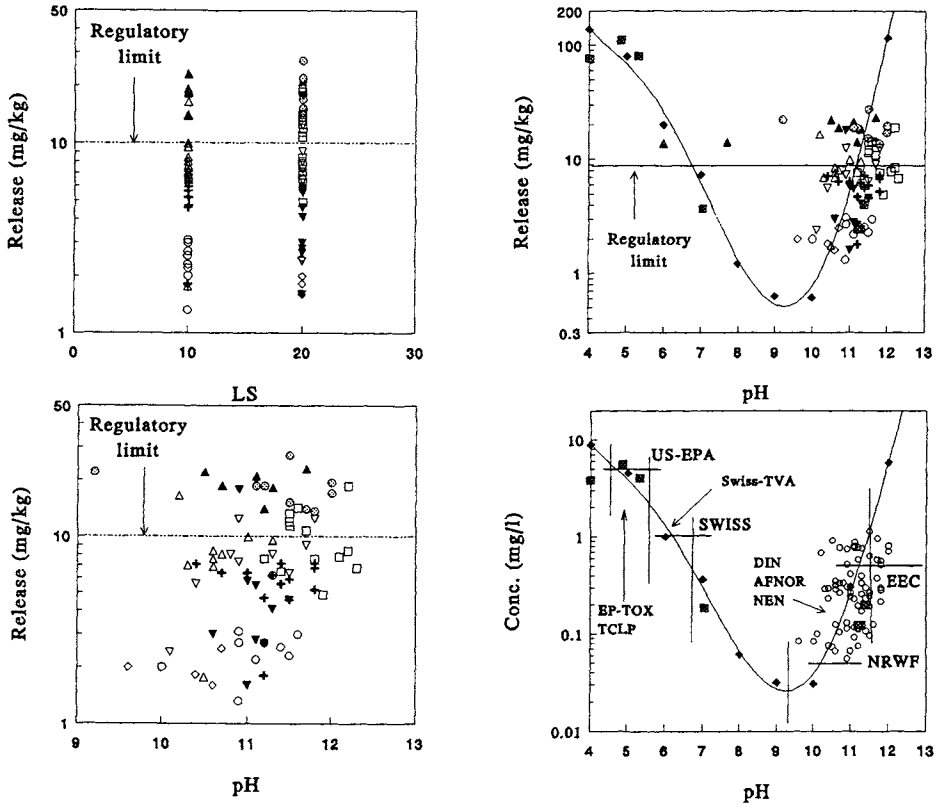 50
10
1
Release (mg/kg)
Regulatory
limit
0
10
20
30
LS
200
100
10
1
0.3
Release (mg/kg)
Regulatory
limit
4
5
6
7
8
9
10
11
12
13
pH
50
10
1
Release (mg/kg)
Regulatory
limit
9
10
11
12
13
pH
10
1
0.1
0.01
Conc. (mg/l)
US-EPA
Swiss-TVA
SWISS
DIN
AFNOR
NEN
EP-TOX
TCLP
EEC
NRWF
4
5
6
7
8
9
10
11
12
13
pH